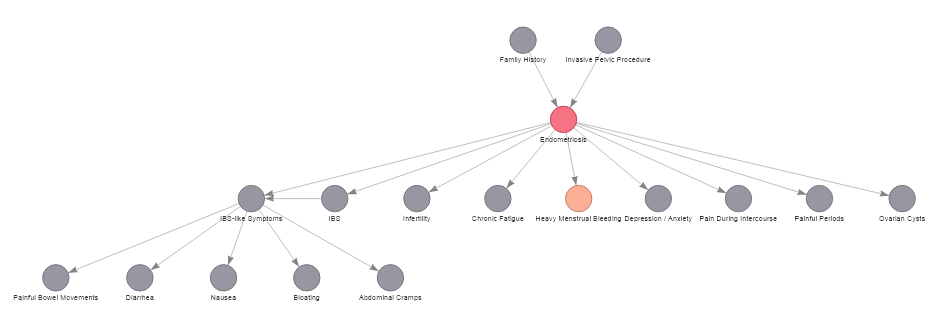 Family History
Invasive Pelvic Procedure
Endometriosis
IBS-like Symptoms
IBS
Infertility
Chronic Fatigue
Heavy Menstrual Bleeding
Depression / Anxiety
Pain During Intercourse
Painful Periods
Ovarian Cysts
Painful Bowel Movements
Diarrhea
Nausea
Bloating
Abdominal Cramps